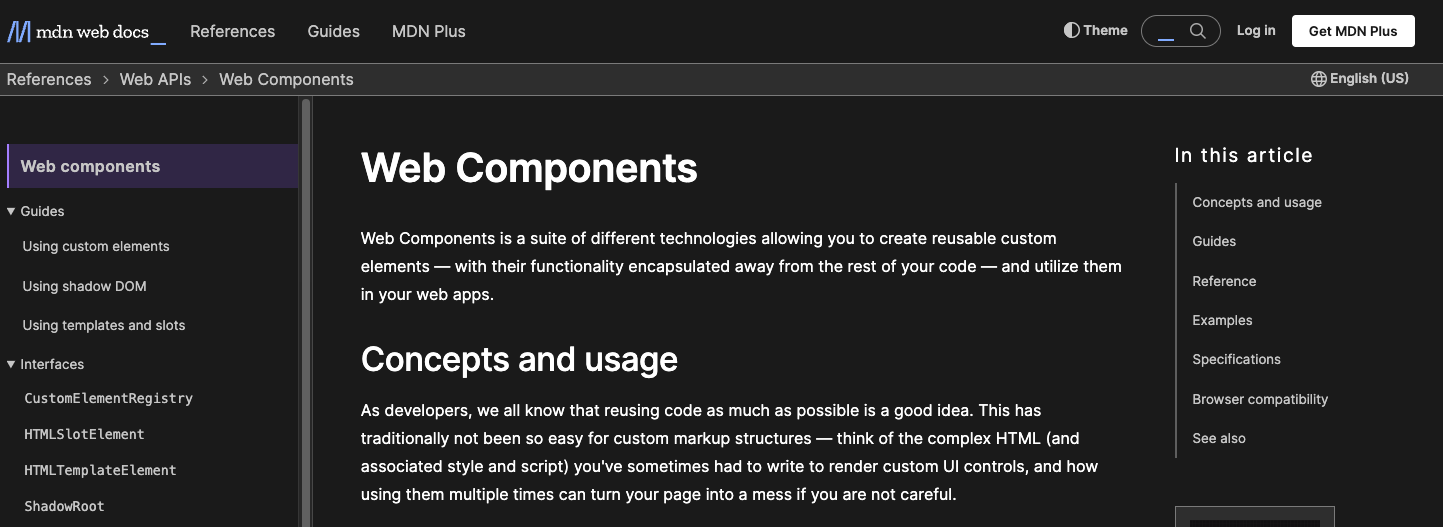 mdn web docs_
References
Guides
MDN Plus
Theme
Log in
Get MDN Plus
References > Web APIs > Web Components
English (US)
Web components
Guides
Using custom elements
Using shadow DOM
Using templates and slots
Interfaces
CustomElementRegistry
HTMLSlotElement
HTMLTemplateElement
ShadowRoot
Web Components
Web Components is a suite of different technologies allowing you to create reusable custom
elements — with their functionality encapsulated away from the rest of your code — and utilize them
in your web apps.
Concepts and usage
As developers, we all know that reusing code as much as possible is a good idea. This has
traditionally not been so easy for custom markup structures — think of the complex HTML (and
associated style and script) you've sometimes had to write to render custom UI controls, and how
using them multiple times can turn your page into a mess if you are not careful.
In this article
Concepts and usage
Guides
Reference
Examples
Specifications
Browser compatibility
See also